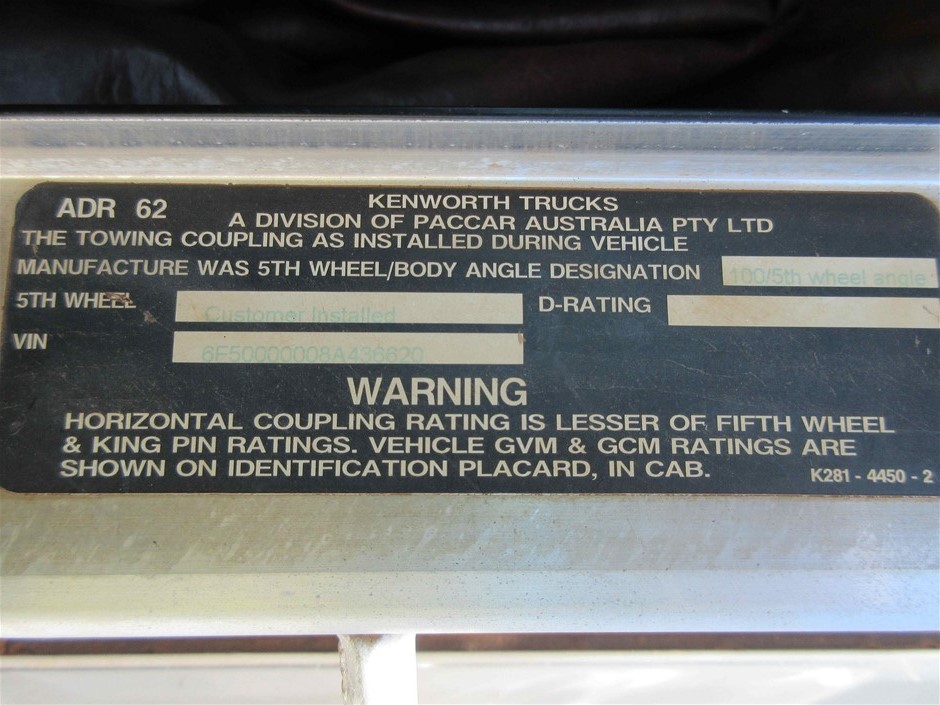 ADR 62
KENWORTH TRUCKS
A DIVISION OF PACCAR AUSTRALIA PTY LTD
THE TOWING COUPLING AS INSTALLED DURING VEHICLE
MANUFACTURE WAS 5TH WHEEL/BODY ANGLE DESIGNATION 100/5th wheel angle
5TH WHEEL Customer Installed D-RATING
VIN 6F50000008A436620
WARNING
HORIZONTAL COUPLING RATING IS LESSER OF FIFTH WHEEL
& KING PIN RATINGS. VEHICLE GVM & GCM RATINGS ARE
SHOWN ON IDENTIFICATION PLACARD, IN CAB.
K281 - 4450 - 2